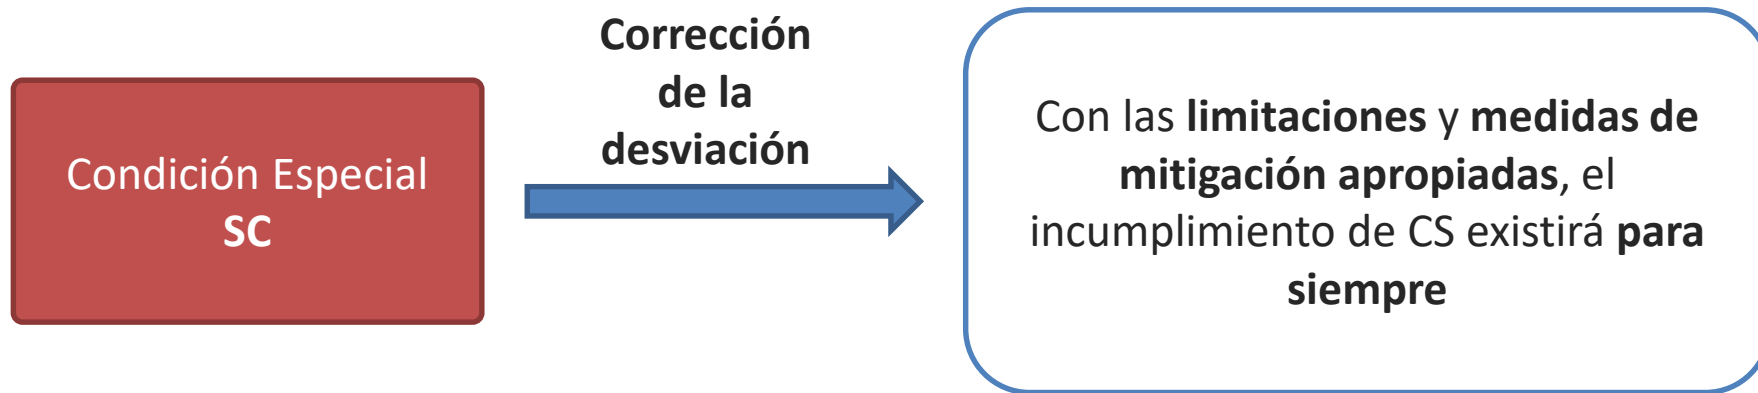 Condición Especial
SC
Corrección
de la
desviación
Con las limitaciones y medidas de
mitigación apropiadas, el
incumplimiento de CS existirá para
siempre